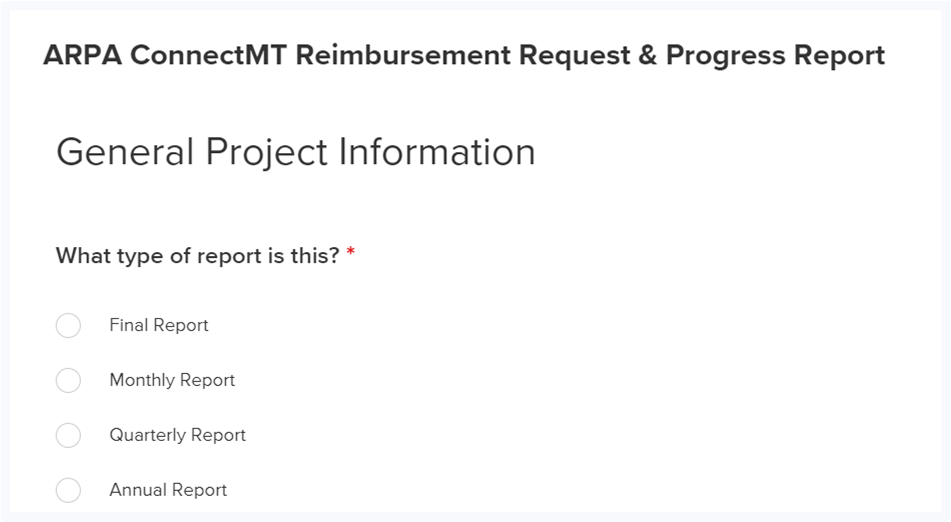 ARPA ConnectMT Reimbursement Request & Progress Report
General Project Information
What type of report is this? *
Final Report
Monthly Report
Quarterly Report
Annual Report